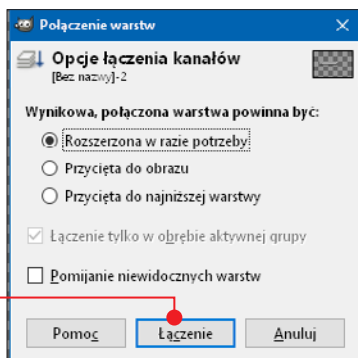 Połączenie warstw
Opcje łączenia kanałów
[Bez nazwy]-2
Wynikowa, połączona warstwa powinna być:
Rozszerzona w razie potrzeby
Przycięta do obrazu
Przycięta do najniższej warstwy
Łączenie tylko w obrębie aktywnej grupy
Pomijanie niewidocznych warstw
Pomoc Łączenie Anuluj